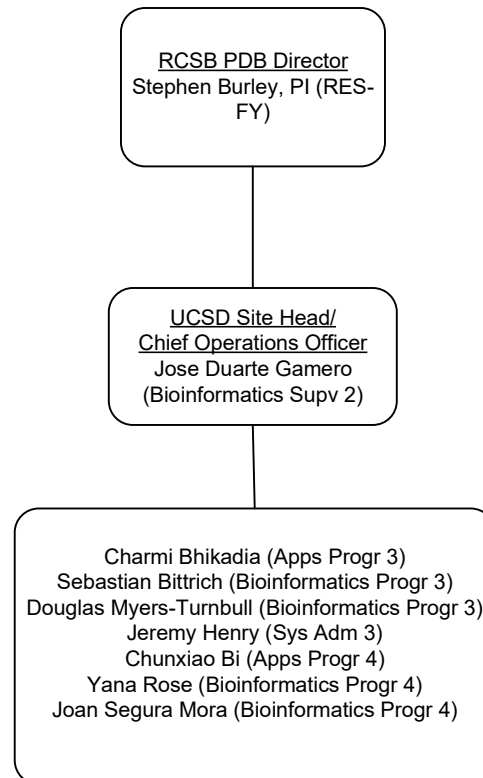 RCSB PDB Director
Stephen Burley, PI (RES-
FY)
UCSD Site Head/
Chief Operations Officer
Jose Duarte Gamero
(Bioinformatics Supv 2)
Charmi Bhikadia (Apps Progr 3)
Sebastian Bittrich (Bioinformatics Progr 3)
Douglas Myers-Turnbull (Bioinformatics Progr 3)
Jeremy Henry (Sys Adm 3)
Chunxiao Bi (Apps Progr 4)
Yana Rose (Bioinformatics Progr 4)
Joan Segura Mora (Bioinformatics Progr 4)